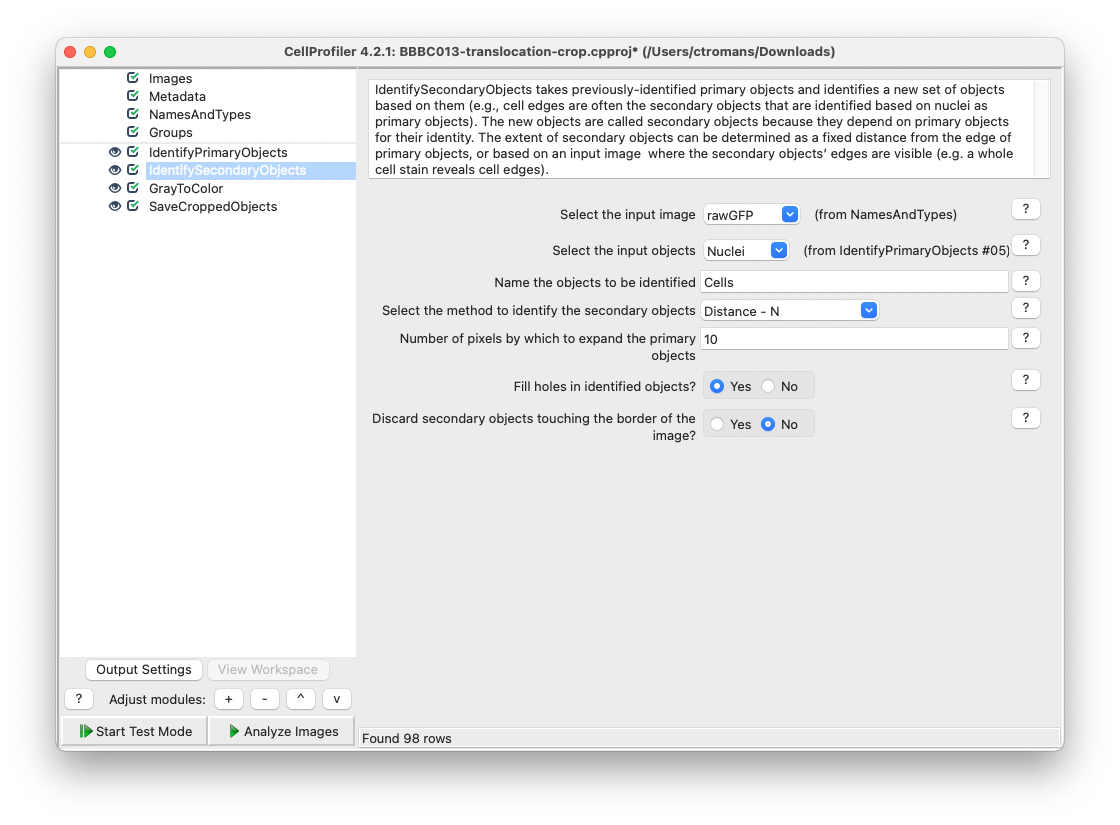 CellProfiler 4.2.1: BBBC013-translocation-crop.cpproj* (/Users/ctromans/Downloads)
Images
Metadata
NamesAndTypes
Groups
IdentifyPrimaryObjects
IdentifySecondaryObjects
GrayToColor
SaveCroppedObjects
Output Settings View Workspace
? Adjust modules: + - ^ v
Start Test Mode Analyze Images
IdentifySecondaryObjects takes previously-identified primary objects and identifies a new set of objects
based on them (e.g., cell edges are often the secondary objects that are identified based on nuclei as
primary objects). The new objects are called secondary objects because they depend on primary objects
for their identity. The extent of secondary objects can be determined as a fixed distance from the edge of
primary objects, or based on an input image where the secondary objects’ edges are visible (e.g. a whole
cell stain reveals cell edges).
Select the input image rawGFP (from NamesAndTypes) ?
Select the input objects Nuclei (from IdentifyPrimaryObjects #05) ?
Name the objects to be identified Cells ?
Select the method to identify the secondary objects Distance - N ?
Number of pixels by which to expand the primary 10 ?
objects
Fill holes in identified objects? Yes No ?
Discard secondary objects touching the border of the Yes No ?
image?
Found 98 rows